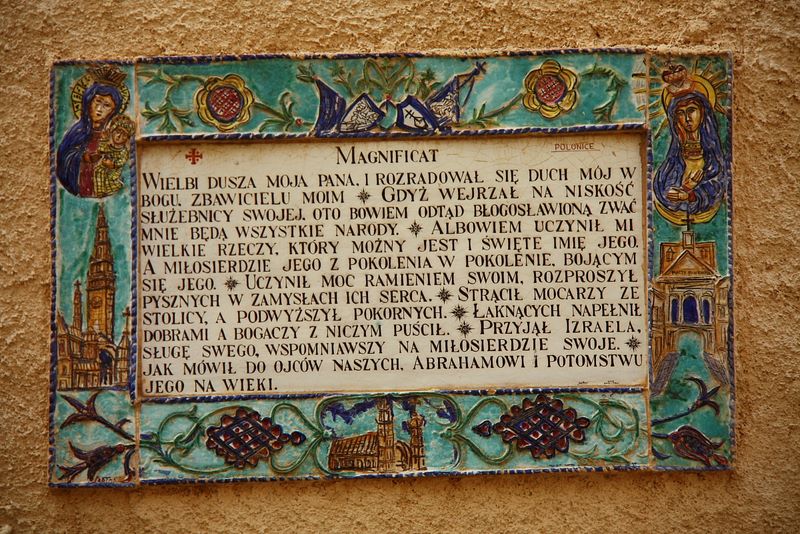 MAGNIFICAT
POLONICE
WIELBI DUSZA MOJA PANA, I ROZRADOWAŁ SIĘ DUCH MÓJ W
BOGU, ZBAWICIELU MOIM ✴ GDYŻ WEJRZAŁ NA NISKOŚĆ
SŁUŻEBNICY SWOJEJ, OTO BOWIEM ODTĄD BŁOGOSŁAWIONĄ ZWAĆ
MNIE BĘDĄ WSZYSTKIE NARODY. ✴ ALBOWIEM UCZYNIŁ MI
WIELKIE RZECZY, KTÓRY MOŻNY JEST I ŚWIĘTE IMIĘ JEGO.
A MIŁOSIERDZIE JEGO Z POKOLENIA W POKOLENIE, BOJĄCYM
SIĘ JEGO. ✴ UCZYNIŁ MOC RAMIENIEM SWOIM, ROZPROSZYŁ
PYSZNYCH W ZAMYSŁACH ICH SERCA. ✴ STRĄCIŁ MOCARZY ZE
STOLICY, A PODWYŻSZYŁ POKORNYCH. ✴ ŁAKNĄCYCH NAPEŁNIŁ
DOBRAMI A BOGACZY Z NICZYM PUŚCIŁ. ✴ PRZYJĄŁ IZRAELA,
SŁUGĘ SWEGO, WSPOMNIAWSZY NA MIŁOSIERDZIE SWOJE. ✴
JAK MÓWIŁ DO OJCÓW NASZYCH, ABRAHAMOWI I POTOMSTWU
JEGO NA WIEKI.